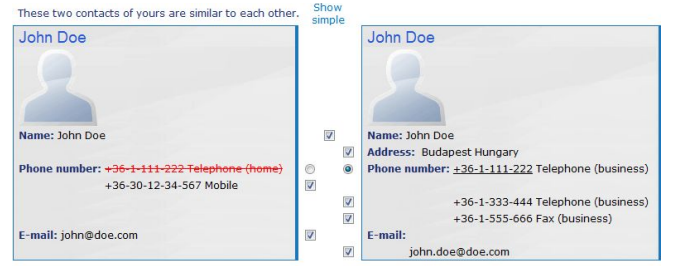 These two contacts of yours are similar to each other.
Show
simple
John Doe
Name: John Doe
Phone number: +36-1-111-222 Telephone (home)
+36-30-12-34-567 Mobile
E-mail: john@doe.com
John Doe
Name: John Doe
Address: Budapest Hungary
Phone number: +36-1-111-222 Telephone (business)
+36-1-333-444 Telephone (business)
+36-1-555-666 Fax (business)
E-mail:
john.doe@doe.com